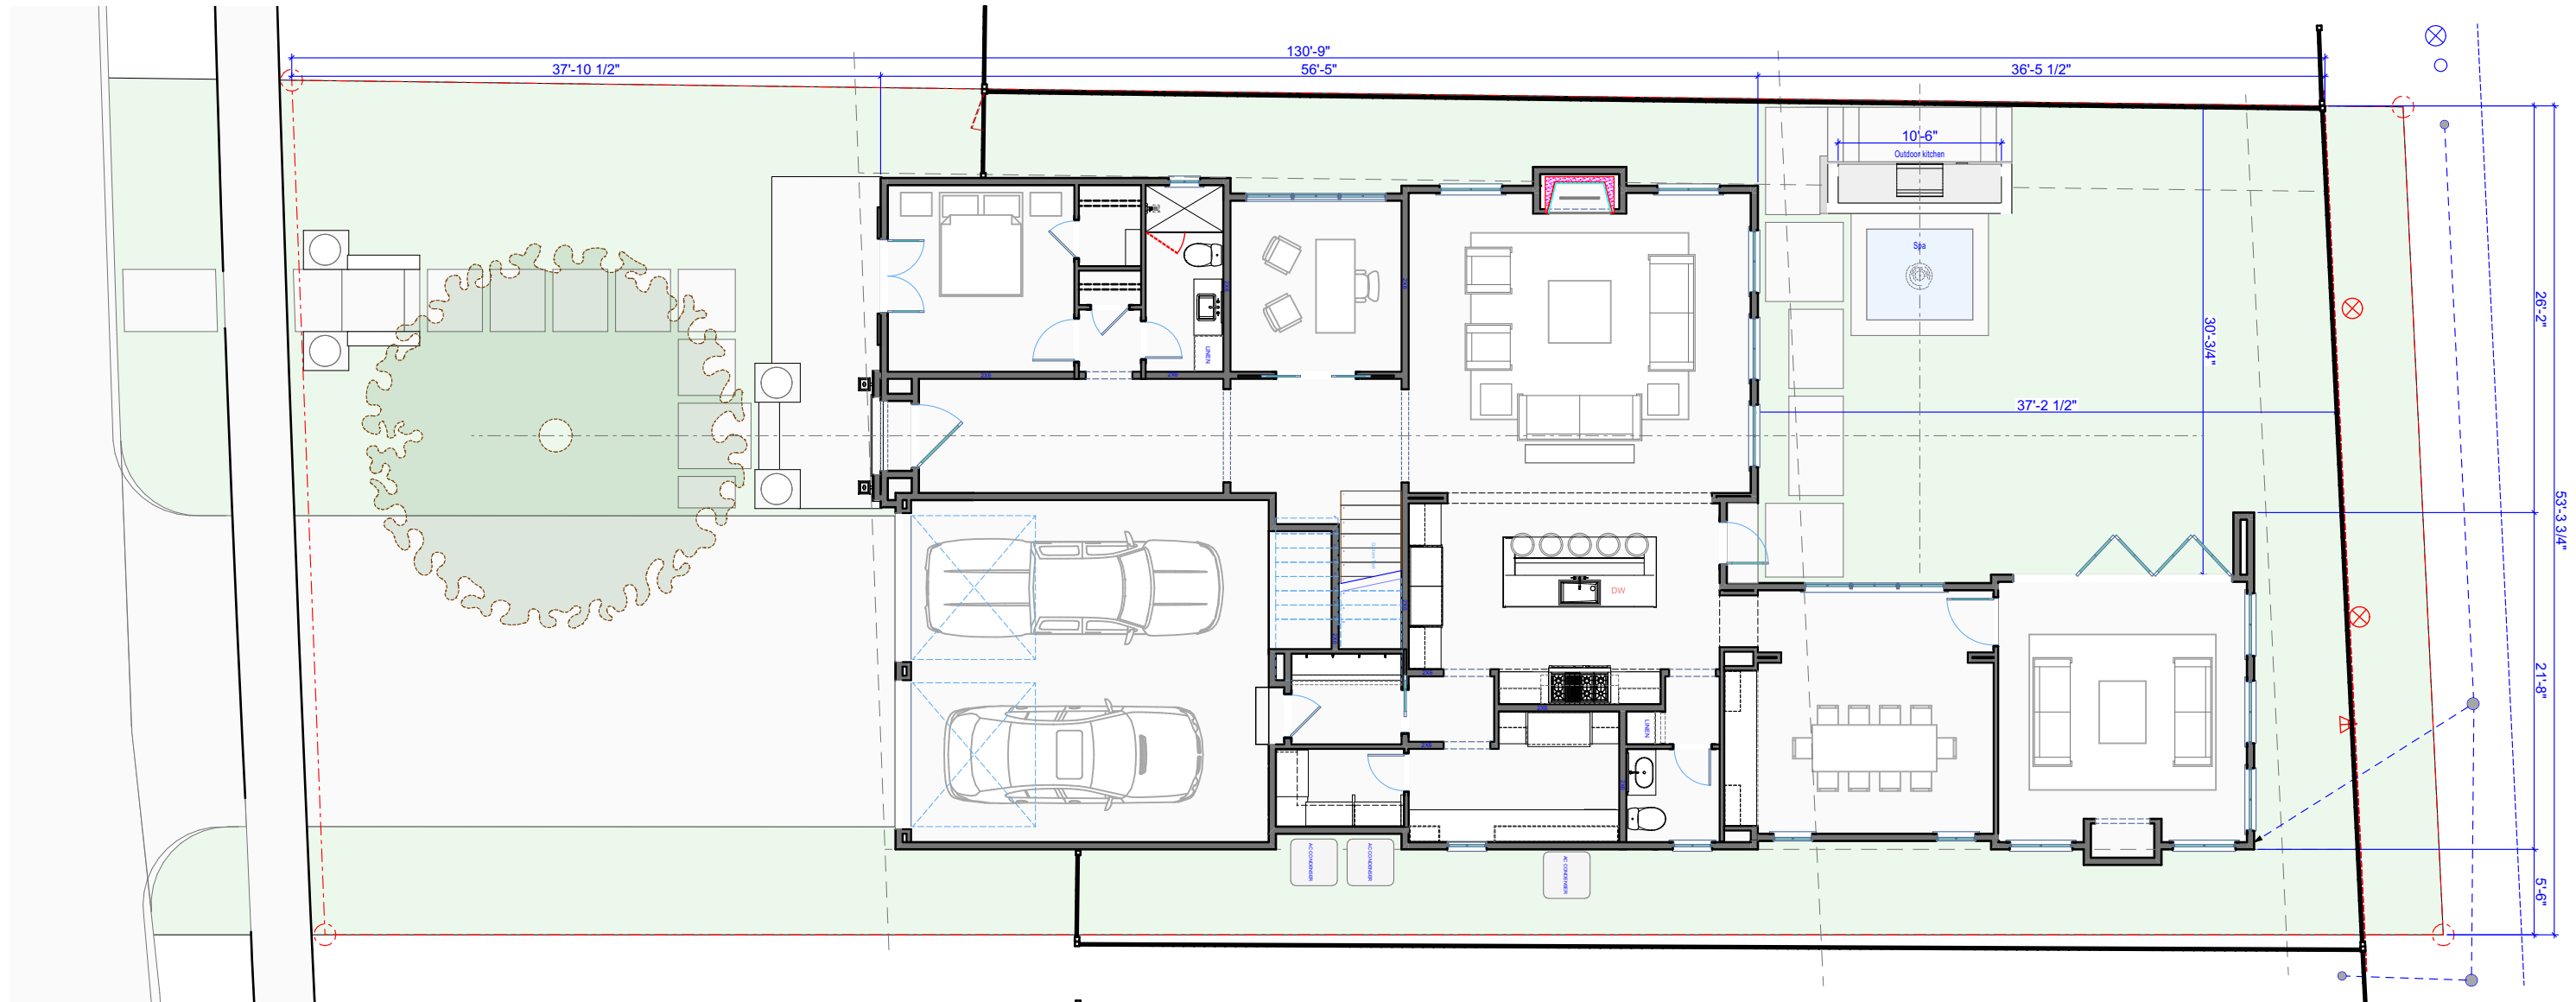 130'-9"
37'-10 1/2"
56'-5"
36'-5 1/2"
10'-6"
Outdoor kitchen
Spa
26'-2"
30'-3/4"
LINEN
37'-2 1/2"
53'-3 3/4"
DW
21'-8"
LINEN
AC CONDENSER
AC CONDENSER
AC CONDENSER
5'-6"